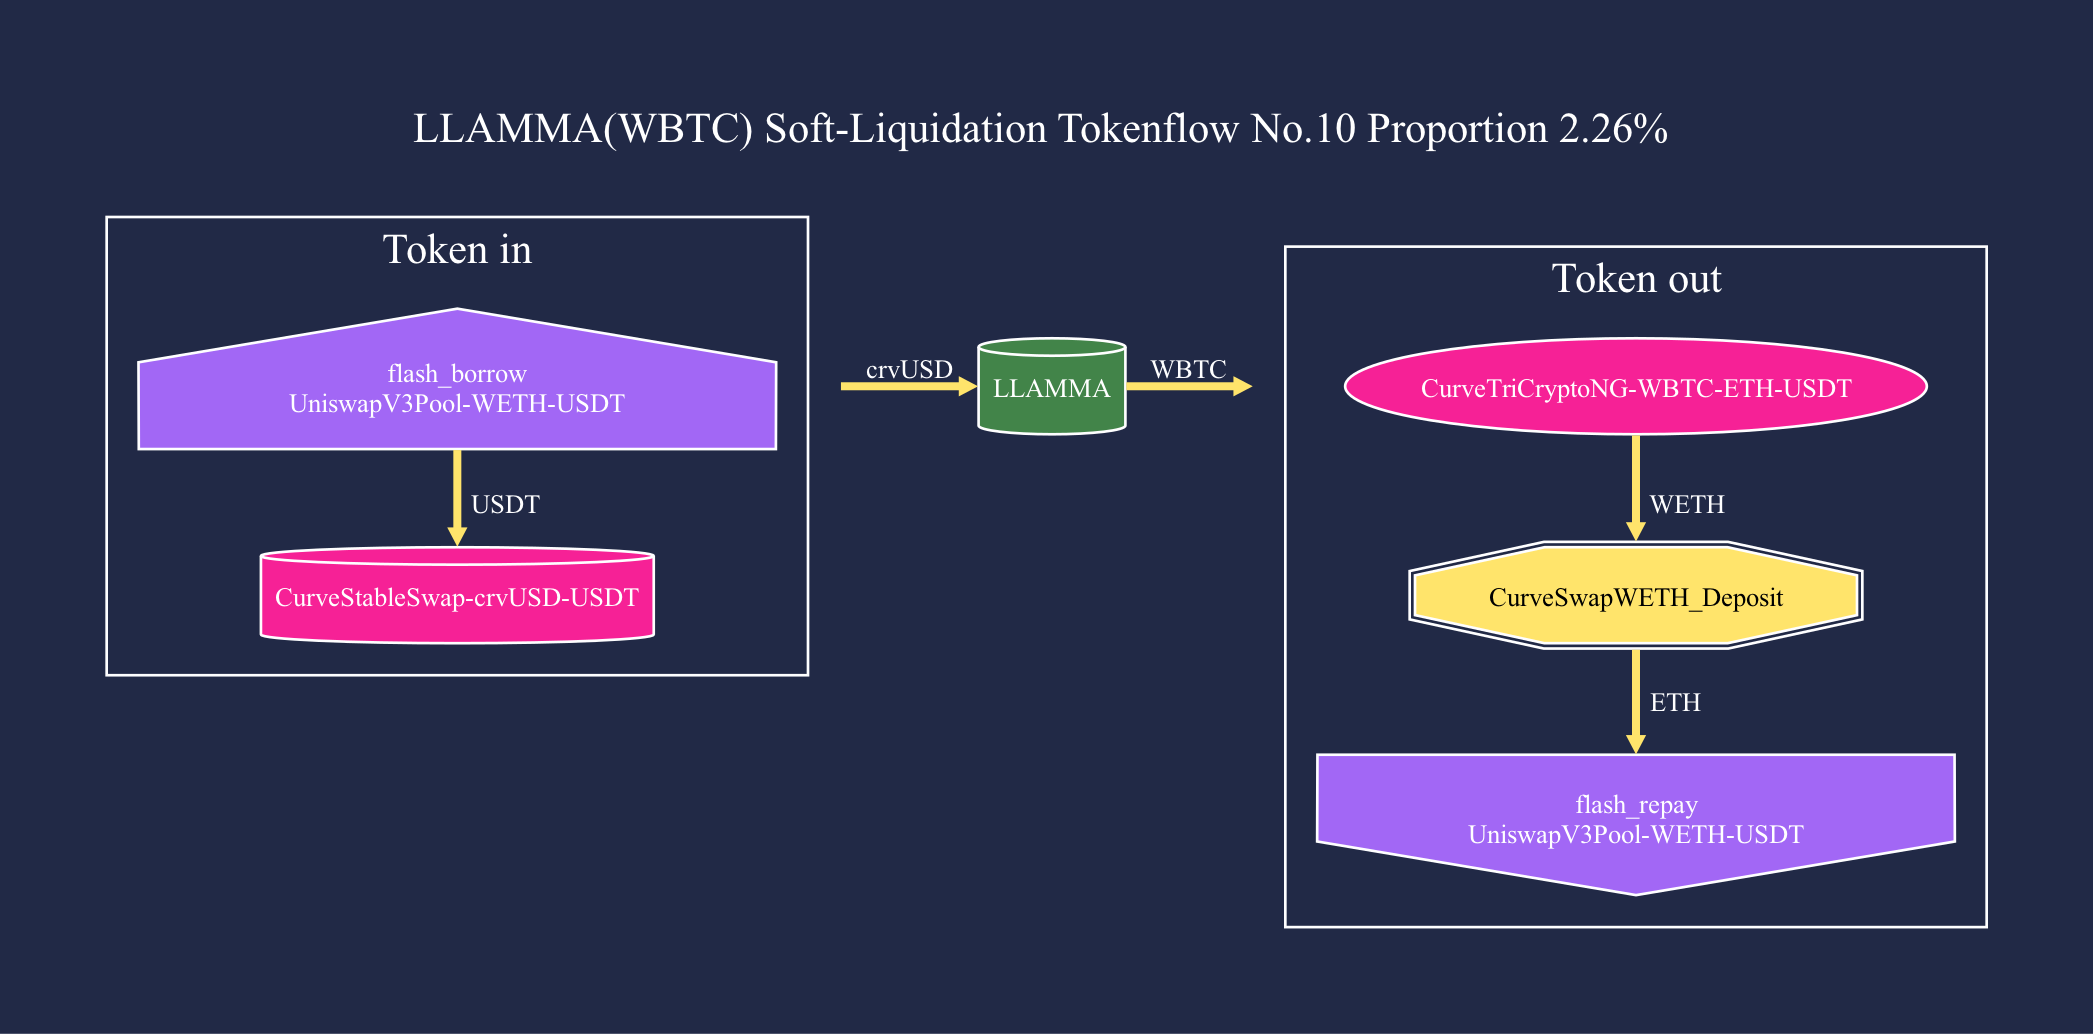 LLAMMA(WBTC) Soft-Liquidation Tokenflow No.10 Proportion 2.26%
Token in
flash_borrow
UniswapV3Pool-WETH-USDT
USDT
CurveStableSwap-crvUSD-USDT
crvUSD
LLAMMA
WBTC
Token out
CurveTriCryptoNG-WBTC-ETH-USDT
WETH
CurveSwapWETH_Deposit
ETH
flash_repay
UniswapV3Pool-WETH-USDT